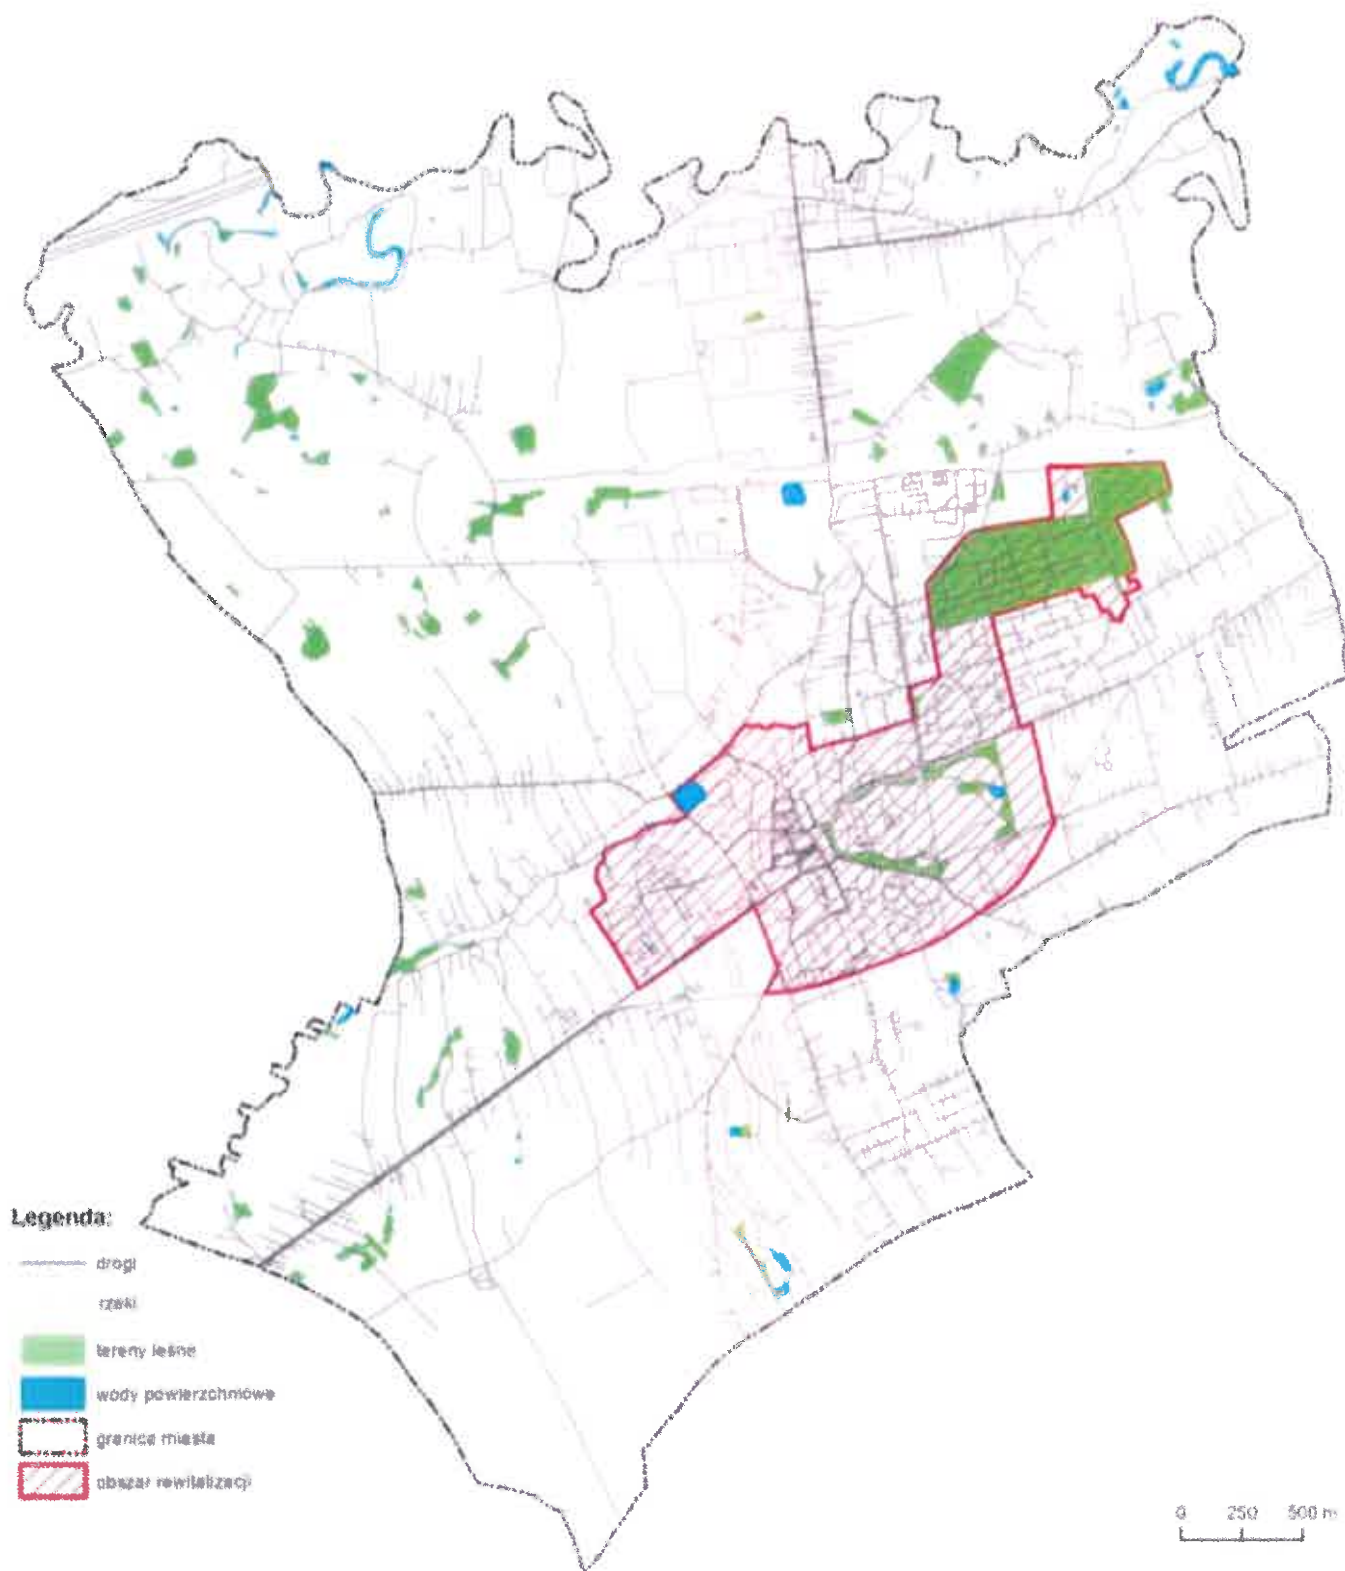 Legenda:
drogi
rzeki
tereny leśne
wody powierzchniowe
granica miasta
obszar rewitalizacji
0 250 500 m